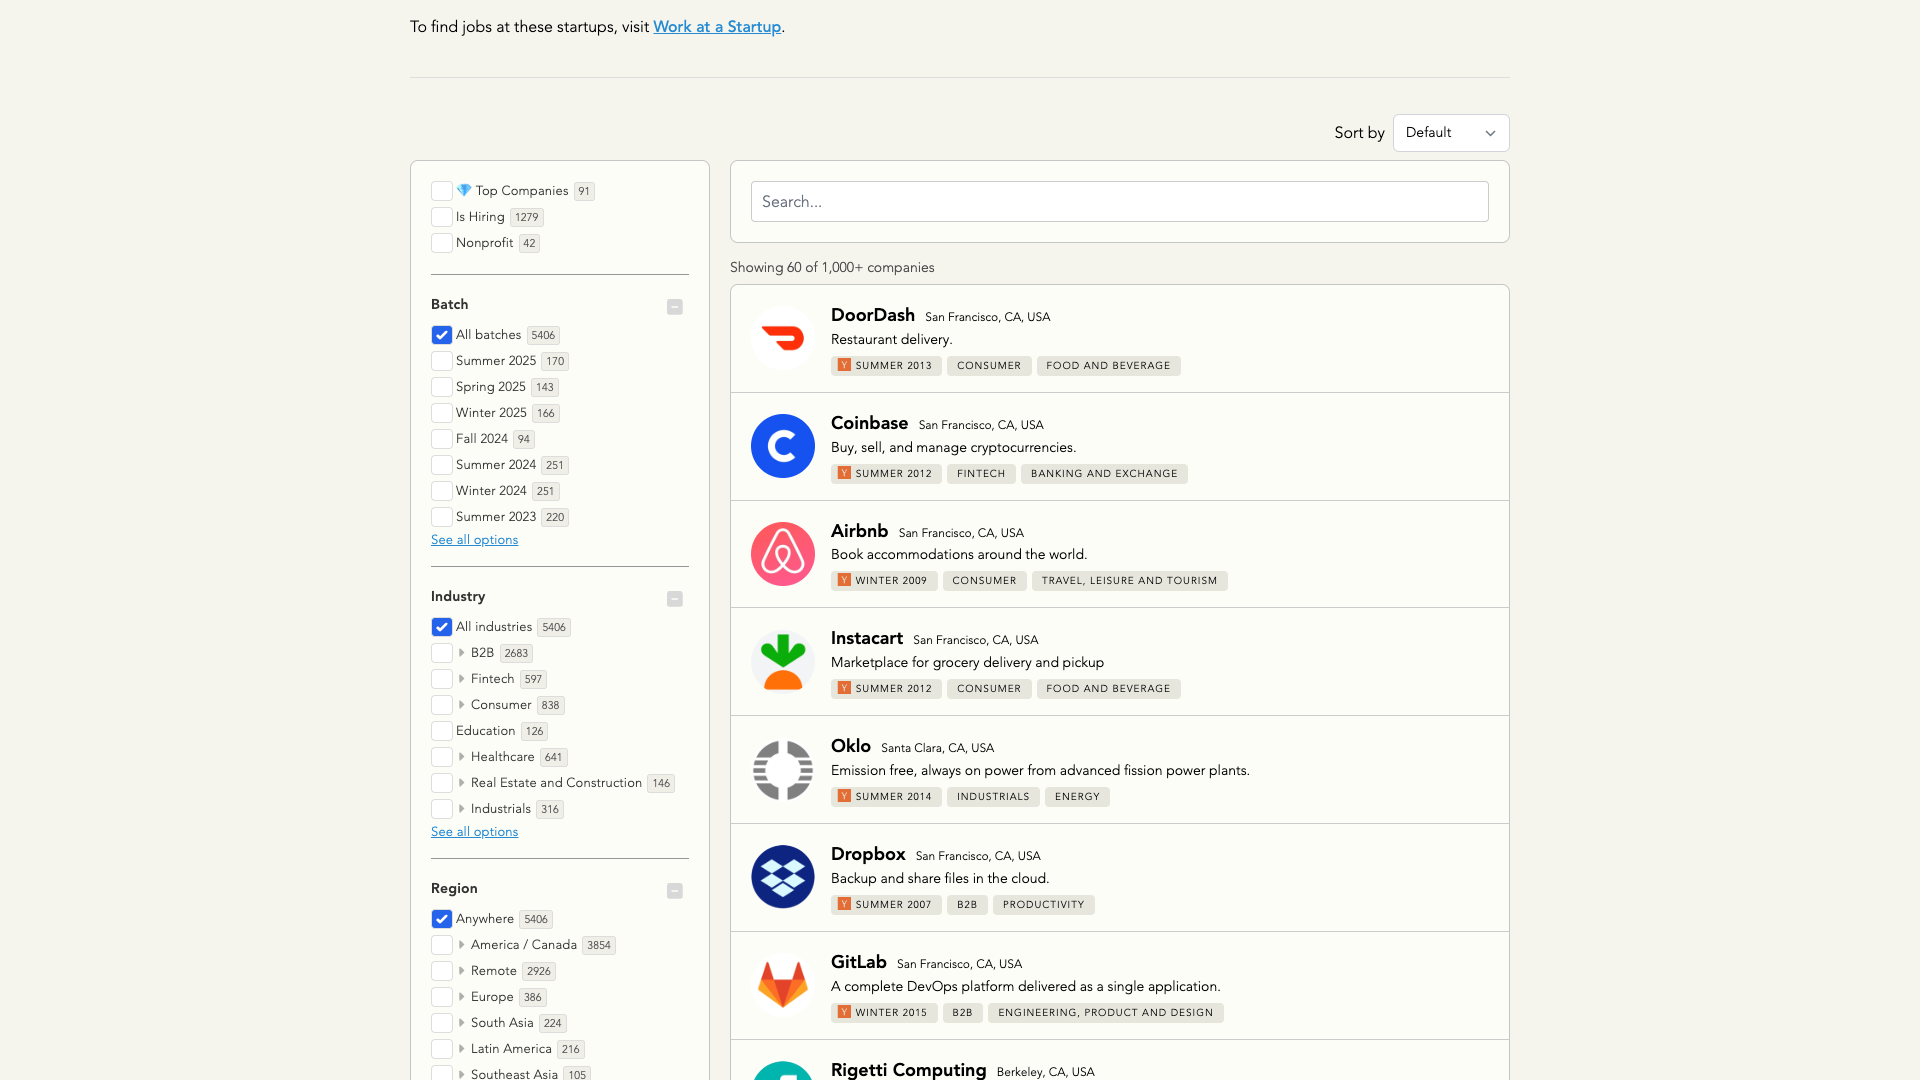 To find jobs at these startups, visit Work at a Startup.
Sort by Default
Top Companies 91
Is Hiring 1279
Nonprofit 42
Batch
All batches 5406
Summer 2025 170
Spring 2025 143
Winter 2025 166
Fall 2024 94
Summer 2024 251
Winter 2024 251
Summer 2023 220
See all options
Industry
All industries 5406
B2B 2683
Fintech 597
Consumer 838
Education 126
Healthcare 641
Real Estate and Construction 146
Industrials 316
See all options
Region
Anywhere 5406
America / Canada 3854
Remote 2926
Europe 386
South Asia 224
Latin America 216
Southeast Asia 105
Search...
Showing 60 of 1,000+ companies
DoorDash San Francisco, CA, USA
Restaurant delivery.
Y SUMMER 2013 CONSUMER FOOD AND BEVERAGE
Coinbase San Francisco, CA, USA
Buy, sell, and manage cryptocurrencies.
Y SUMMER 2012 FINTECH BANKING AND EXCHANGE
Airbnb San Francisco, CA, USA
Book accommodations around the world.
Y WINTER 2009 CONSUMER TRAVEL, LEISURE AND TOURISM
Instacart San Francisco, CA, USA
Marketplace for grocery delivery and pickup
Y SUMMER 2012 CONSUMER FOOD AND BEVERAGE
Oklo Santa Clara, CA, USA
Emission free, always on power from advanced fission power plants.
Y SUMMER 2014 INDUSTRIALS ENERGY
Dropbox San Francisco, CA, USA
Backup and share files in the cloud.
Y SUMMER 2007 B2B PRODUCTIVITY
GitLab San Francisco, CA, USA
A complete DevOps platform delivered as a single application.
Y WINTER 2015 B2B ENGINEERING, PRODUCT AND DESIGN
Rigetti Computing Berkeley, CA, USA